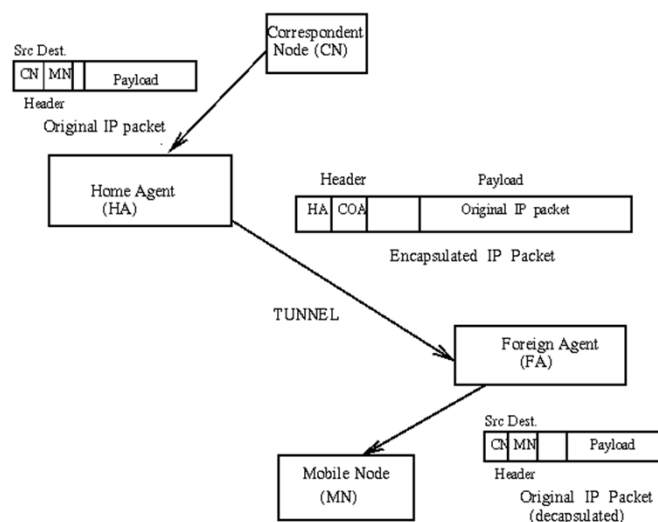 Correspondent
Node (CN)
Src Dest.
CN MN Payload
Header
Original IP packet
Home Agent
(HA)
Header Payload
HA COA Original IP packet
Encapsulated IP Packet
TUNNEL
Foreign Agent
(FA)
Src Dest.
CN MN Payload
Header
Mobile Node
(MN)
Original IP Packet
(decapsulated)